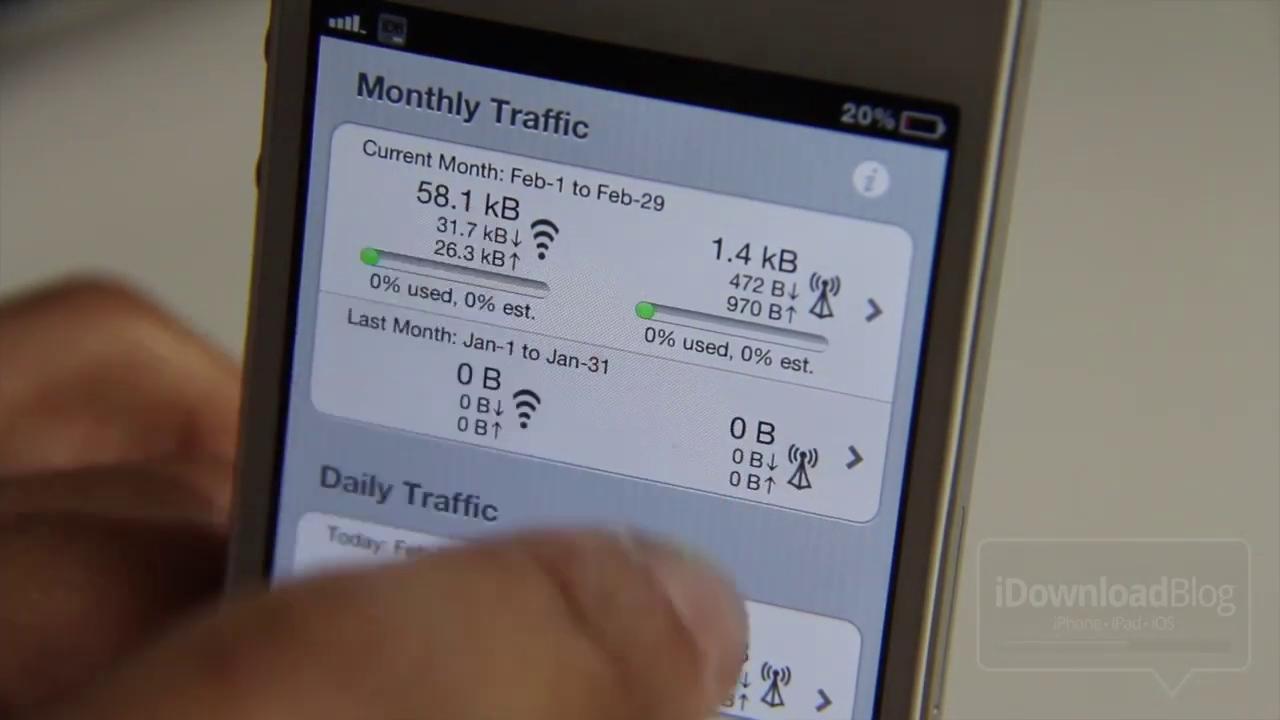 20%
Monthly Traffic
Current Month: Feb-1 to Feb-29
58.1 kB
31.7 kB↓
26.3 kB↑
0% used, 0% est.
1.4 kB
472 B↓
970 B↑
0% used, 0% est.
Last Month: Jan-1 to Jan-31
0 B
0 B↓
0 B↑
0 B
0 B↓
0 B↑
Daily Traffic
Today:
iDownloadBlog
iPhone • iPad • iOS